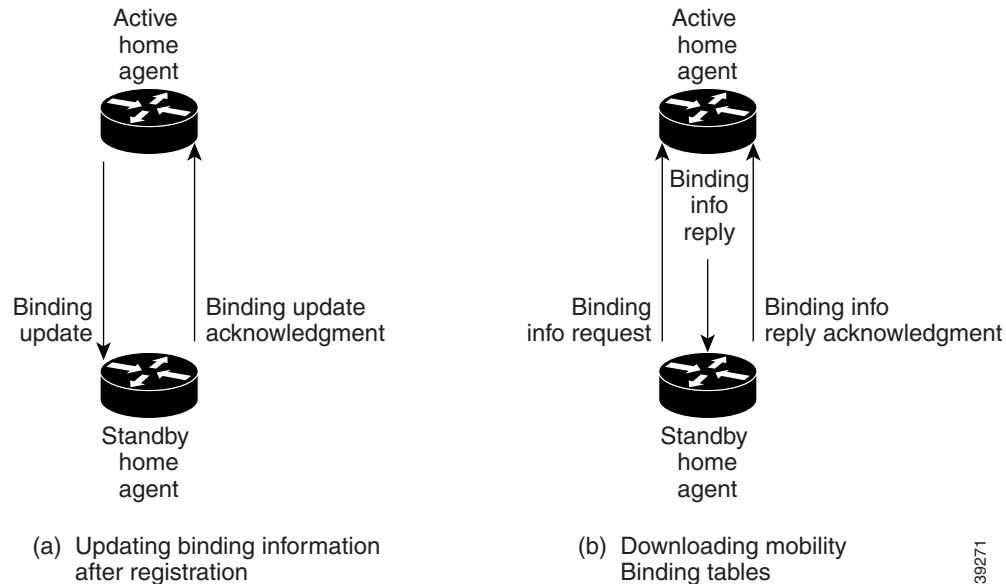 Active
home
agent
Binding
update
Binding update
acknowledgment
Standby
home
agent
(a) Updating binding information
after registration
Active
home
agent
Binding
info
reply
Binding
info request
Binding info
reply acknowledgment
Standby
home
agent
(b) Downloading mobility
Binding tables
39271